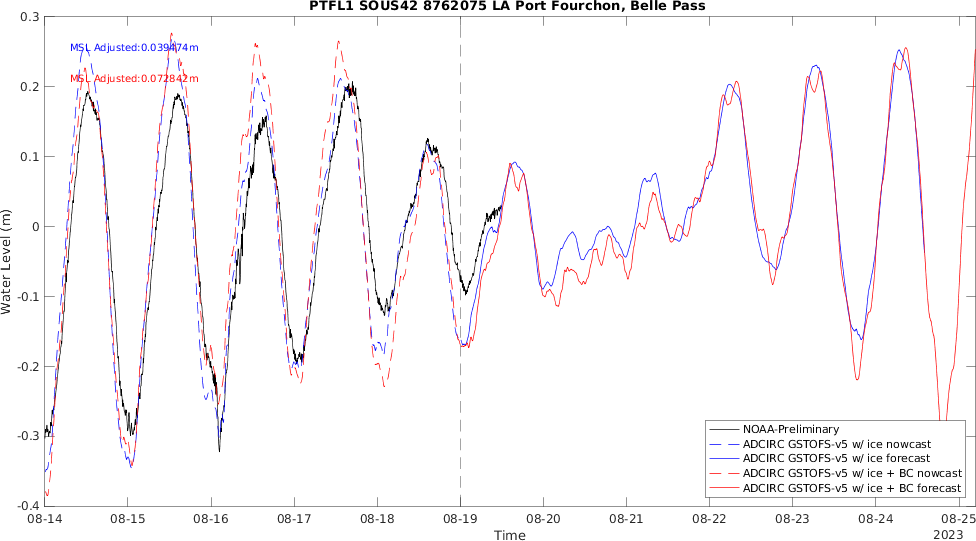 PTFL1 SOUS42 8762075 LA Port Fourchon, Belle Pass
0.3
MSL Adjusted:0.039474m
MSL Adjusted:0.072842m
0.2
0.1
0
-0.1
-0.2
-0.3
-0.4
Water Level (m)
NOAA-Preliminary
ADCIRC GSTOFS-v5 w/ ice nowcast
ADCIRC GSTOFS-v5 w/ ice forecast
ADCIRC GSTOFS-v5 w/ ice + BC nowcast
ADCIRC GSTOFS-v5 w/ ice + BC forecast
08-14 08-15 08-16 08-17 08-18 08-19 08-20 08-21 08-22 08-23 08-24 08-25
Time
2023